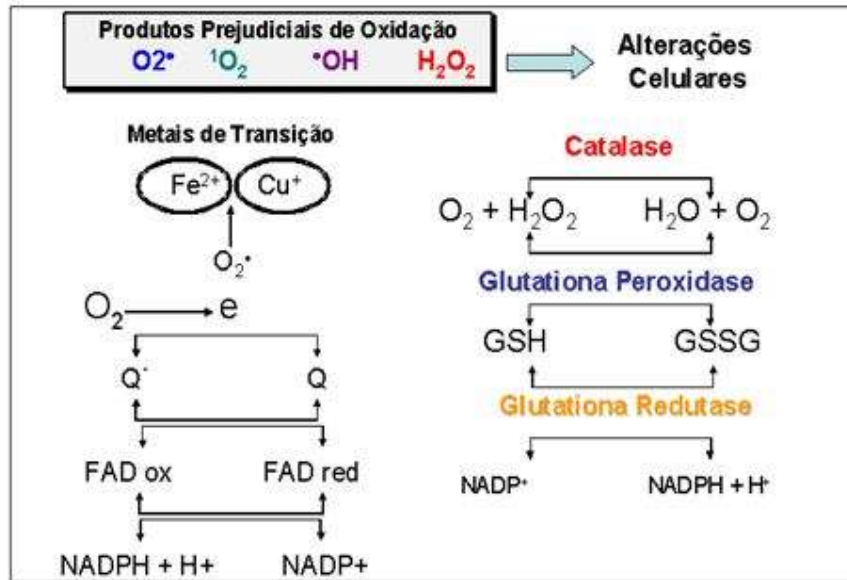 Produtos Prejudiciais de Oxidação
O2• ¹O₂ •OH H₂O₂
Alterações
Celulares
Metais de Transição
Fe²⁺ Cu⁺
O₂•
O₂ e
Q• Q
FAD ox FAD red
NADPH + H+ NADP+
Catalase
O₂ + H₂O₂ H₂O + O₂
Glutationa Peroxidase
GSH GSSG
Glutationa Redutase
NADP⁺ NADPH + H⁺